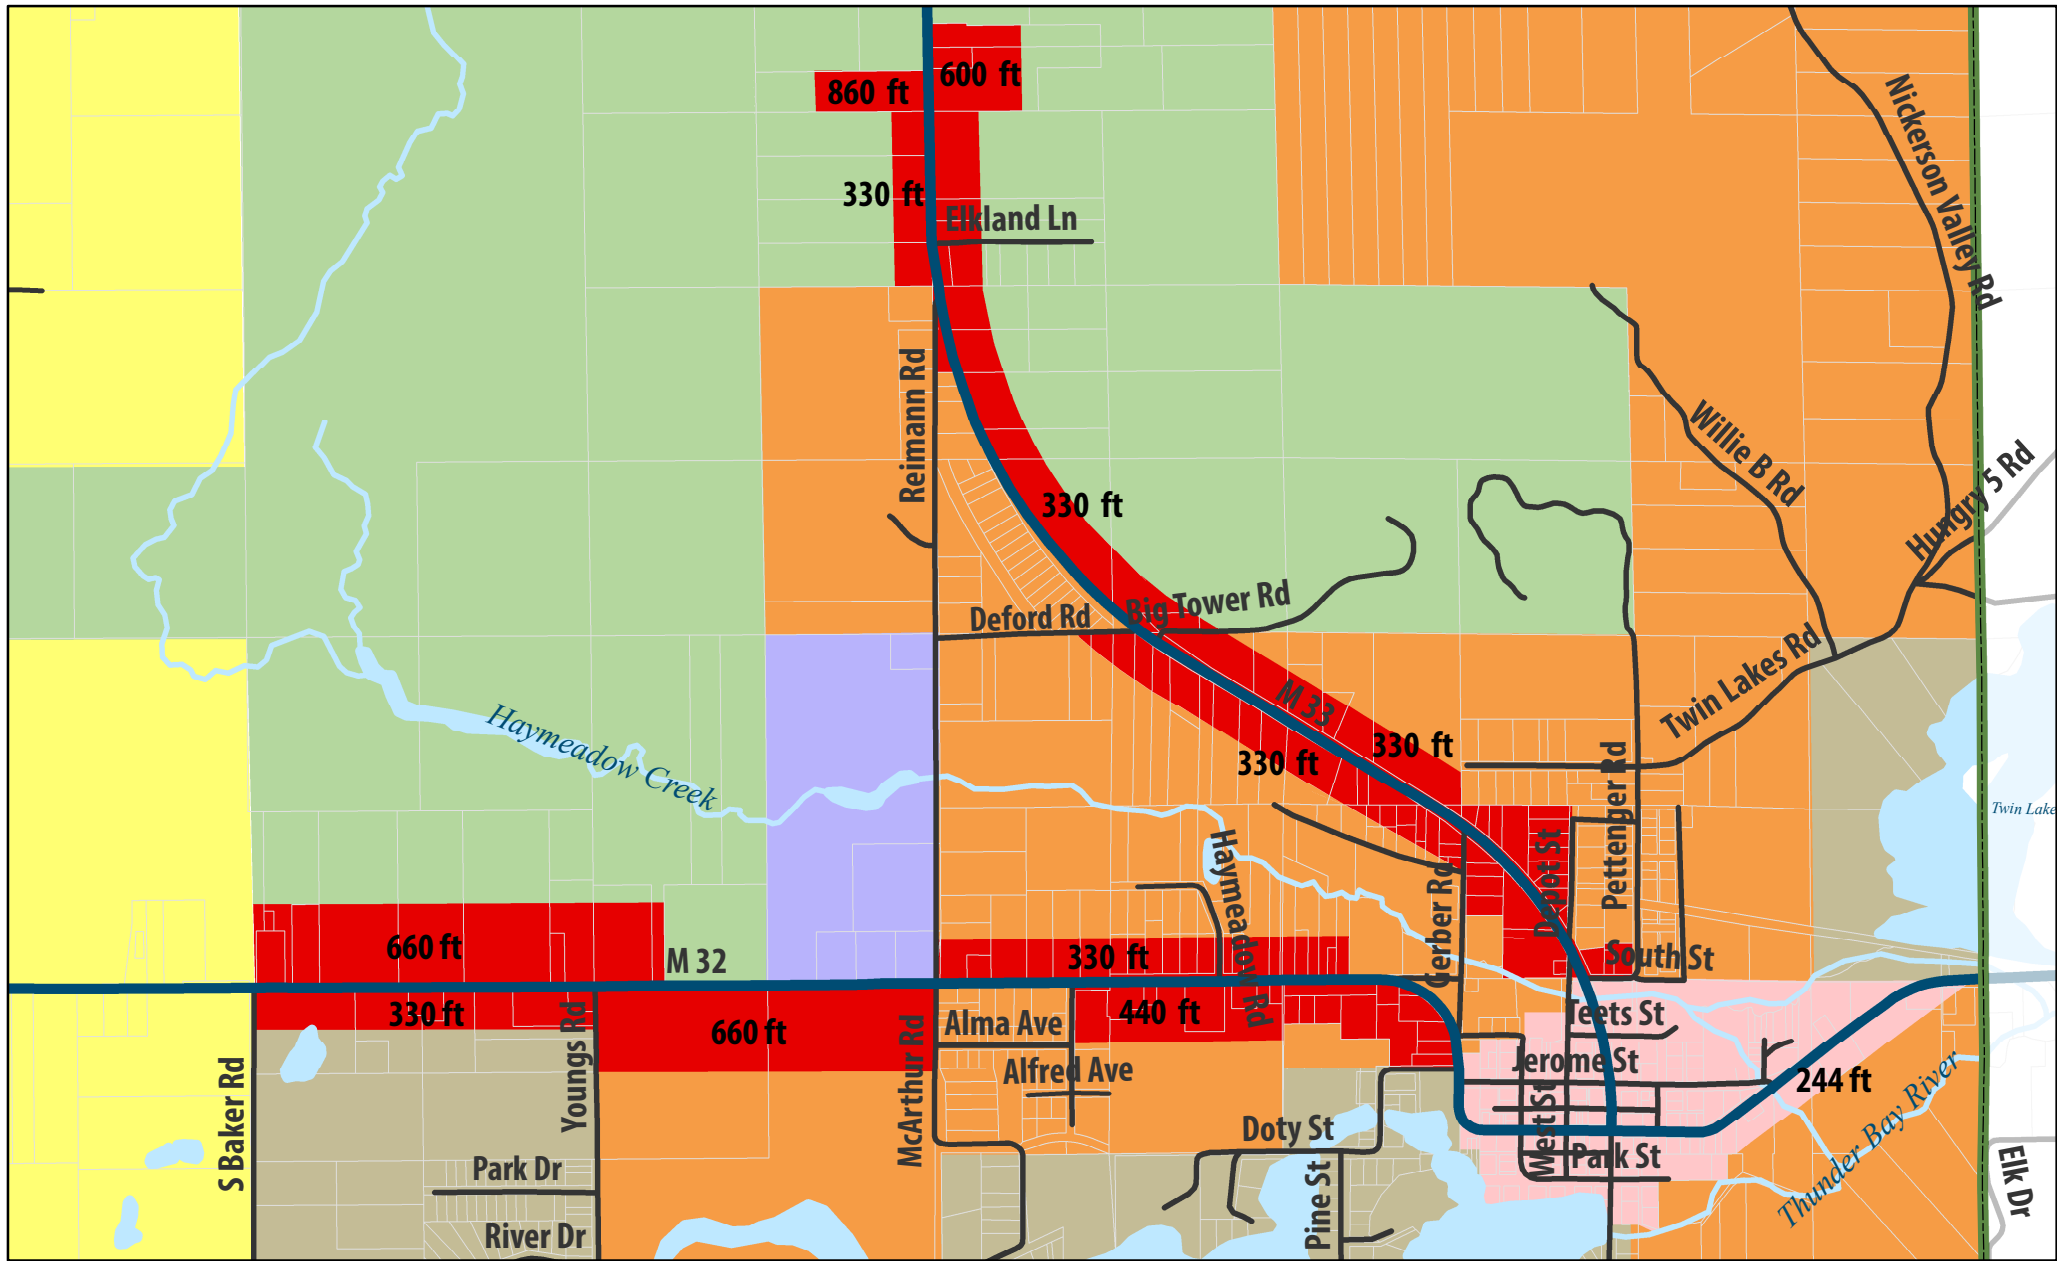 600 ft
860 ft
Nickerson Valley Rd
330 ft
Elkland Ln
Reimann Rd
Willie B Rd
Hungry 5 Rd
330 ft
Deford Rd
Big Tower Rd
Twin Lakes Rd
M 33
330 ft
330 ft
Haymeadow Creek
Pettenger Rd
Twin Lake
Haymeadow Rd
Depot St
Gerber Rd
660 ft
M 32
330 ft
South St
330 ft
660 ft
440 ft
Alma Ave
Teets St
Youngs Rd
McArthur Rd
Alfred Ave
Jerome St
244 ft
S Baker Rd
West St
Doty St
Park St
Thunder Bay River
Park Dr
Pine St
Elk Dr
River Dr